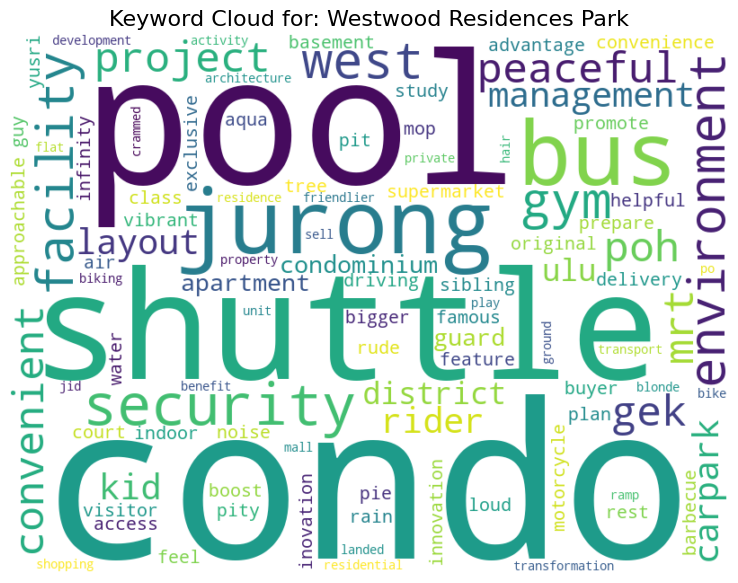 Keyword Cloud for: Westwood Residences Park
development
activity
basement
advantage
convenience
yusri
project
architecture
west
peaceful
facility
pool
study
management
environment
crammed
aqua
pit
mop
promote
bus
approachable guy
flat
infinity
exclusive
private
hair
class
tree
supermarket
gym
helpful
residence
friendlier
vibrant
jurong
prepare
layout
sell
original
poh
air
property
condominium
po
biking
apartment
driving
sibling
ulu
delivery
shuttle
unit
bigger
play
famous
mrt
water
rude
guard
ground
transport
feature
convenient
jid
benefit
buyer
blonde
bike
security
district
plan
gek
rider
court
indoor
noise
mall
motorcycle
carpark
condo
kid
boost
pie
loud
ramp
visitor
pity
rest
access
rain
inovation
innovation
barbecue
feel
landed
shopping
residential
transformation